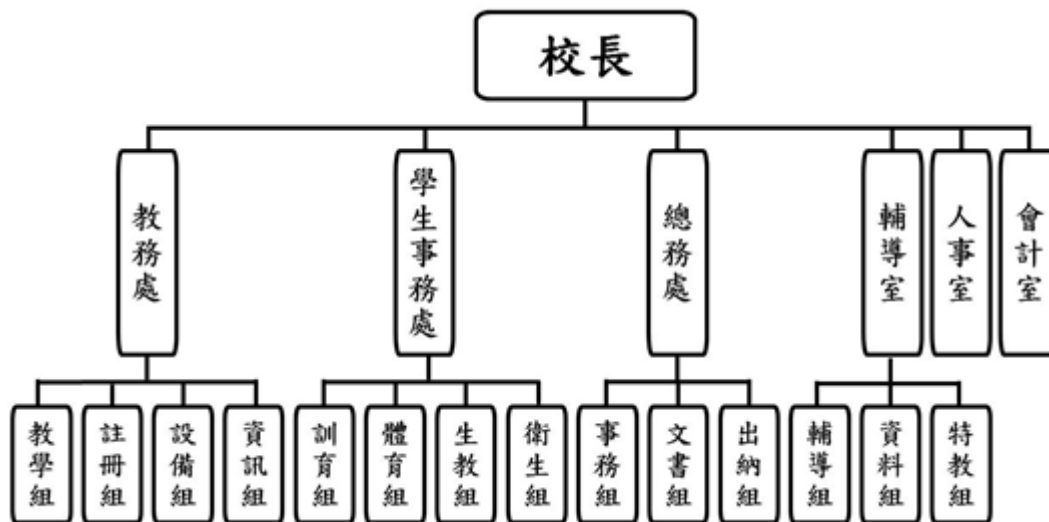 校長
教務處
學生事務處
總務處
輔導室
人事室
會計室
教學組
註冊組
設備組
資訊組
訓育組
體育組
生教組
衛生組
事務組
文書組
出納組
輔導組
資料組
特教組